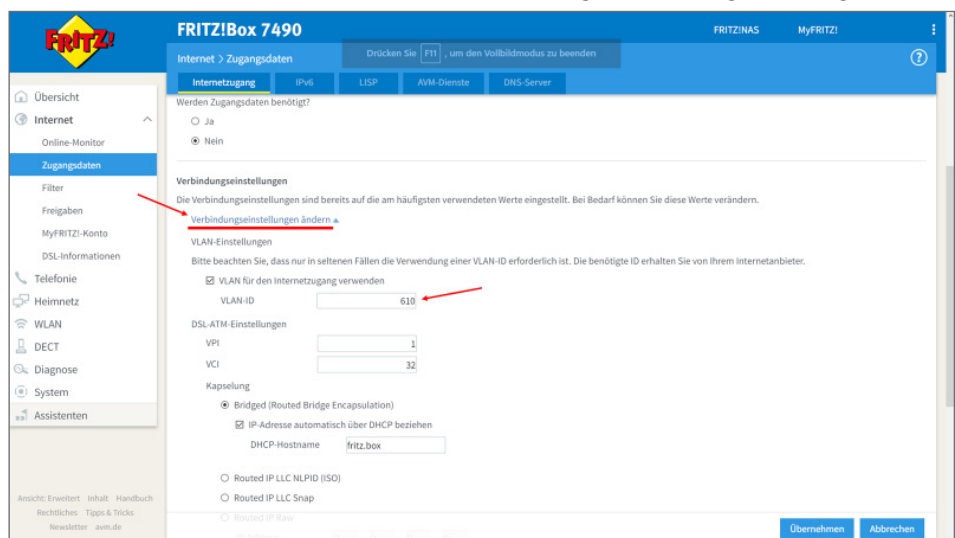 FRITZ!
FRITZ!Box 7490
FRITZ!NAS
MyFRITZ!
Internet > Zugangsdaten
Drücken Sie F11 , um den Vollbildmodus zu beenden
?
Internetzugang
IPv6
LISP
AVM-Dienste
DNS-Server
Übersicht
Internet
Online-Monitor
Zugangsdaten
Filter
Freigaben
MyFRITZ!-Konto
DSL-Informationen
Telefonie
Heimnetz
WLAN
DECT
Diagnose
System
Assistenten
Ansicht: Erweitert Inhalt Handbuch
Rechtliches Tipps & Tricks
Newsletter avm.de
Werden Zugangsdaten benötigt?
Ja
Nein
Verbindungseinstellungen
Die Verbindungseinstellungen sind bereits auf die am häufigsten verwendeten Werte eingestellt. Bei Bedarf können Sie diese Werte verändern.
Verbindungseinstellungen ändern
VLAN-Einstellungen
Bitte beachten Sie, dass nur in seltenen Fällen die Verwendung einer VLAN-ID erforderlich ist. Die benötigte ID erhalten Sie von Ihrem Internetanbieter.
VLAN für den Internetzugang verwenden
VLAN-ID 610
DSL-ATM-Einstellungen
VPI 1
VCI 32
Kapselung
Bridged (Routed Bridge Encapsulation)
IP-Adresse automatisch über DHCP beziehen
DHCP-Hostname fritz.box
Routed IP LLC NLPID (ISO)
Routed IP LLC Snap
Routed IP Raw
Übernehmen
Abbrechen